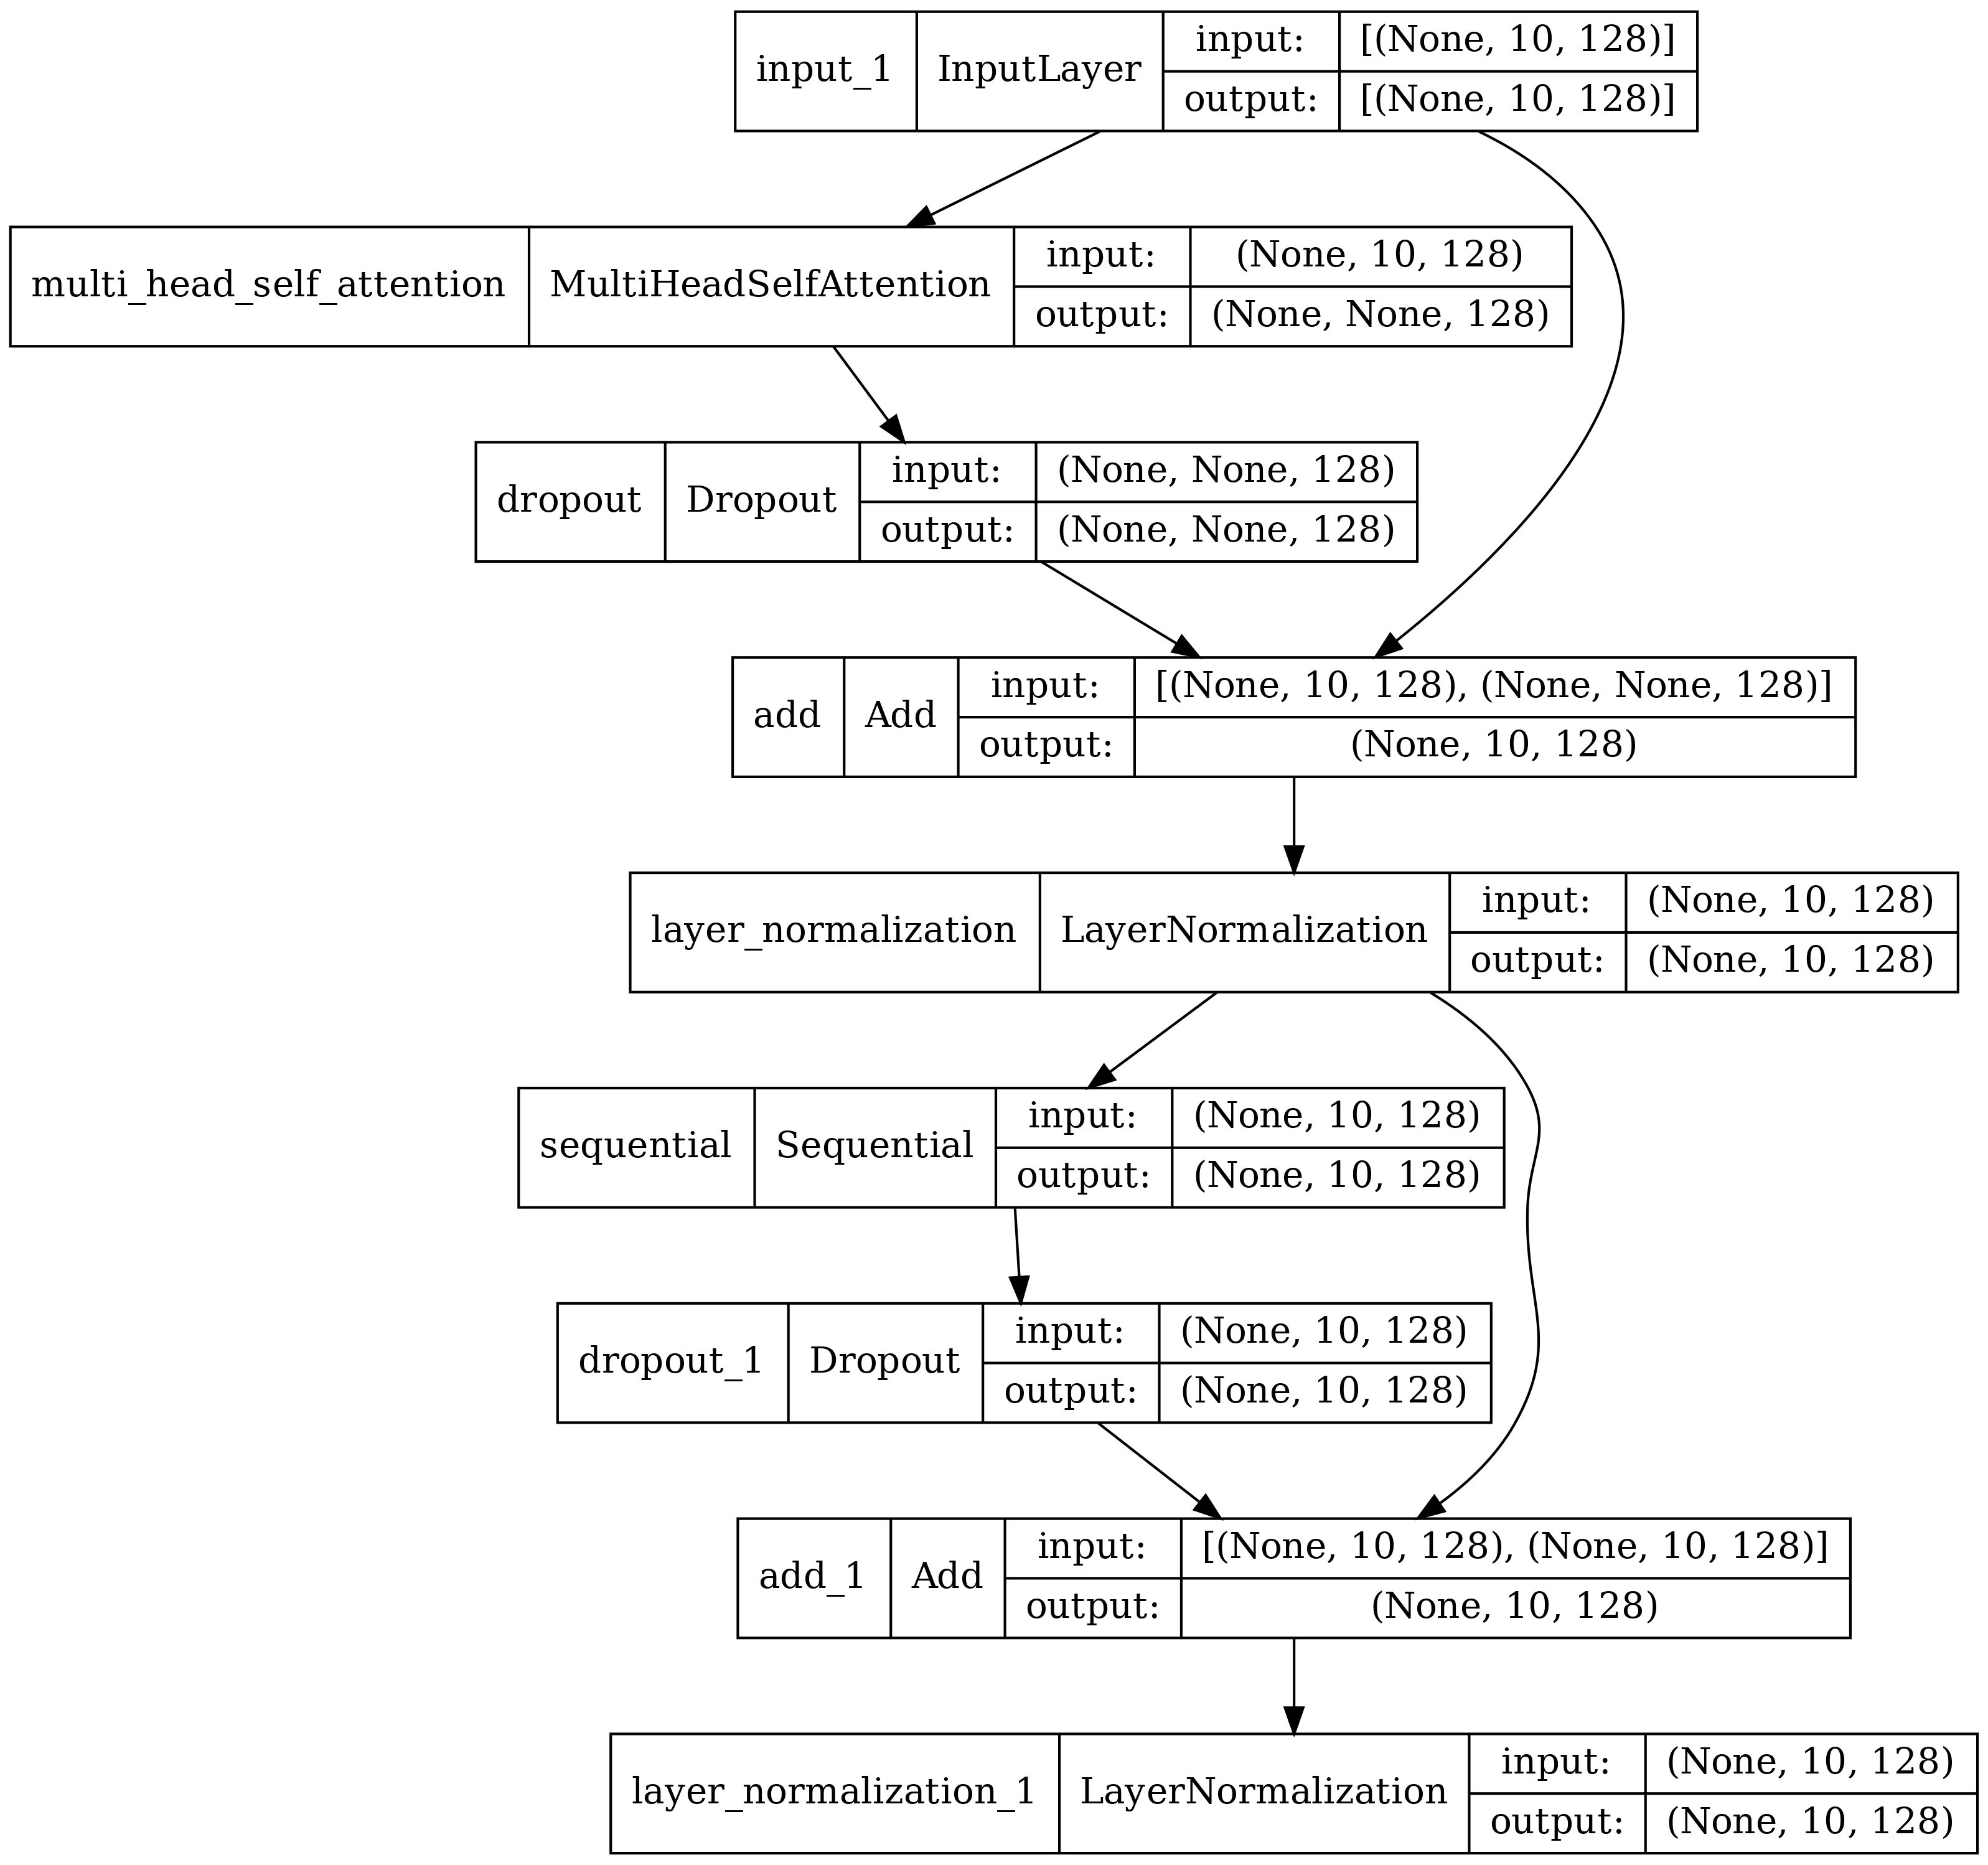 input_1 InputLayer input: [(None, 10, 128)]
output: [(None, 10, 128)]
multi_head_self_attention MultiHeadSelfAttention input: (None, 10, 128)
output: (None, None, 128)
dropout Dropout input: (None, None, 128)
output: (None, None, 128)
add Add input: [(None, 10, 128), (None, None, 128)]
output: (None, 10, 128)
layer_normalization LayerNormalization input: (None, 10, 128)
output: (None, 10, 128)
sequential Sequential input: (None, 10, 128)
output: (None, 10, 128)
dropout_1 Dropout input: (None, 10, 128)
output: (None, 10, 128)
add_1 Add input: [(None, 10, 128), (None, 10, 128)]
output: (None, 10, 128)
layer_normalization_1 LayerNormalization input: (None, 10, 128)
output: (None, 10, 128)